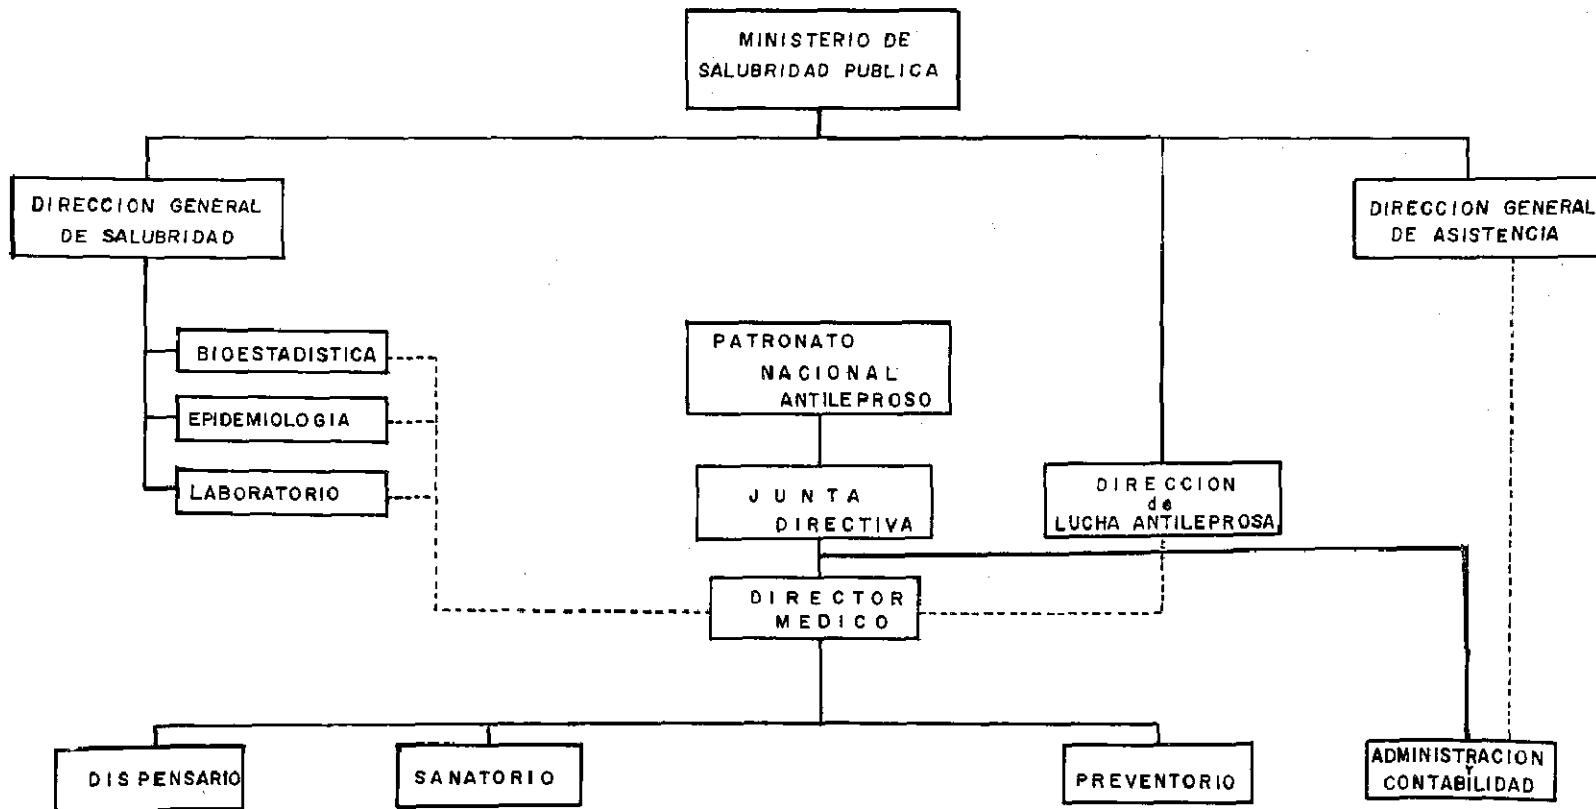 MINISTERIO DE
SALUBRIDAD PUBLICA
DIRECCION GENERAL
DE SALUBRIDAD
DIRECCION GENERAL
DE ASISTENCIA
BIOESTADISTICA
EPIDEMIOLOGIA
LABORATORIO
PATRONATO
NACIONAL
ANTILEPROSO
JUNTA
DIRECTIVA
DIRECCION
de
LUCHA ANTILEPROSA
DIRECTOR
MEDICO
DISPENSARIO
SANATORIO
PREVENTORIO
ADMINISTRACION
Y
CONTABILIDAD